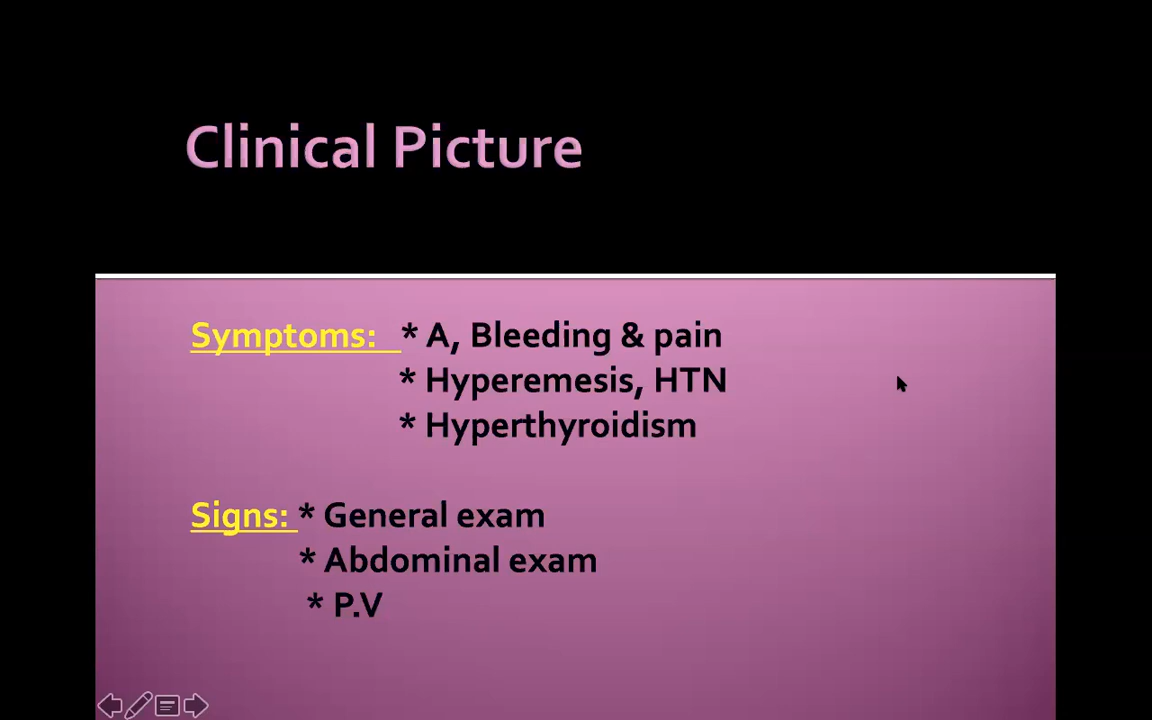 Clinical Picture
Symptoms: * A, Bleeding & pain
* Hyperemesis, HTN
* Hyperthyroidism
Signs: * General exam
* Abdominal exam
* P.V